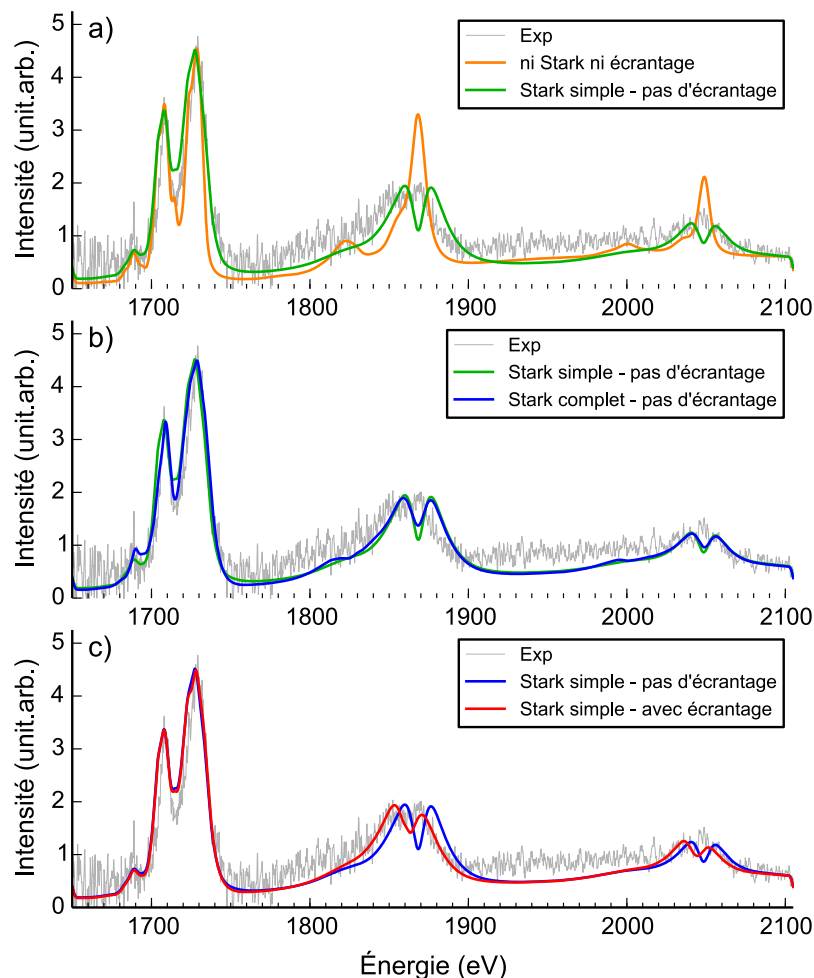 a)
Intensité (unit.arb.)
5
4
3
2
1
0
Exp
ni Stark ni écrantage
Stark simple - pas d'écrantage
1700 1800 1900 2000 2100
b)
Intensité (unit.arb.)
5
4
3
2
1
0
Exp
Stark simple - pas d'écrantage
Stark complet - pas d'écrantage
1700 1800 1900 2000 2100
c)
Intensité (unit.arb.)
5
4
3
2
1
0
Exp
Stark simple - pas d'écrantage
Stark simple - avec écrantage
1700 1800 1900 2000 2100
Énergie (eV)